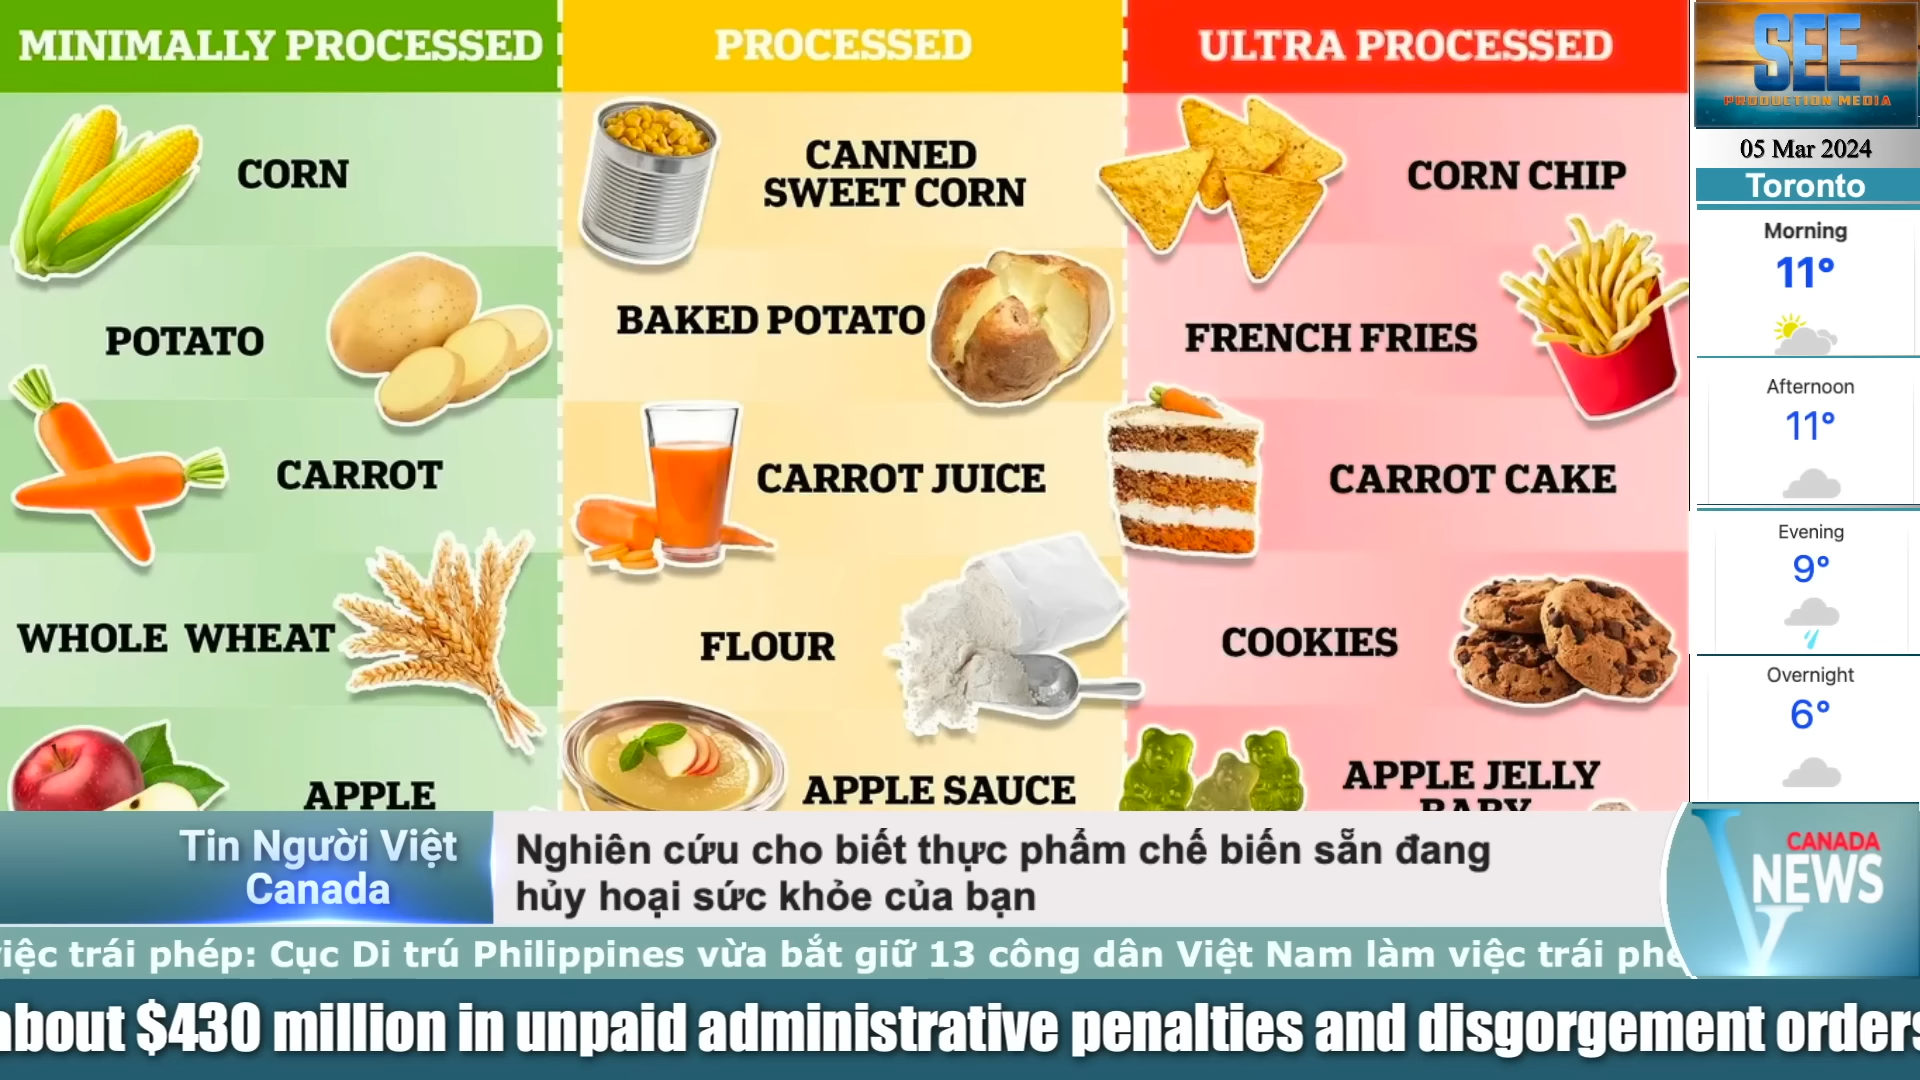 MINIMALLY PROCESSED
PROCESSED
ULTRA PROCESSED
CORN
CANNED
SWEET CORN
CORN CHIP
POTATO
BAKED POTATO
FRENCH FRIES
CARROT
CARROT JUICE
CARROT CAKE
WHOLE WHEAT
FLOUR
COOKIES
APPLE
APPLE SAUCE
APPLE JELLY
BABY
SEE
PRODUCTION MEDIA
05 Mar 2024
Toronto
Morning
11°
Afternoon
11°
Evening
9°
Overnight
6°
Tin Người Việt
Canada
Nghiên cứu cho biết thực phẩm chế biến sẵn đang
hủy hoại sức khỏe của bạn
CANADA
V NEWS
việc trái phép: Cục Di trú Philippines vừa bắt giữ 13 công dân Việt Nam làm việc trái phé
about $430 million in unpaid administrative penalties and disgorgement orders